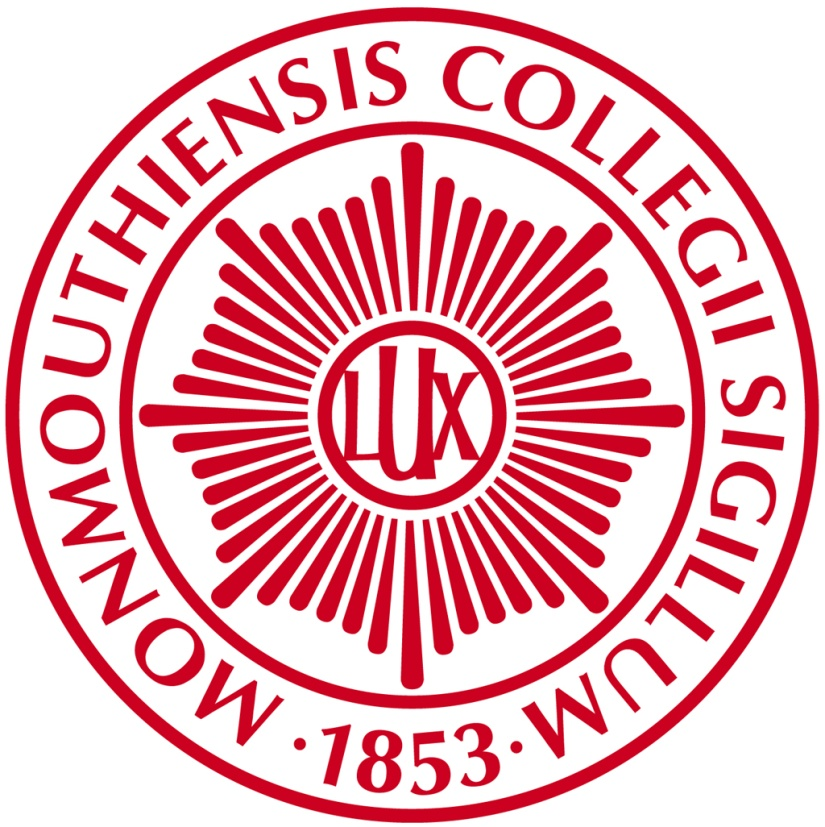 MONMOUTHIENSIS COLLEGII SIGILLUM
· 1853 ·
LUX